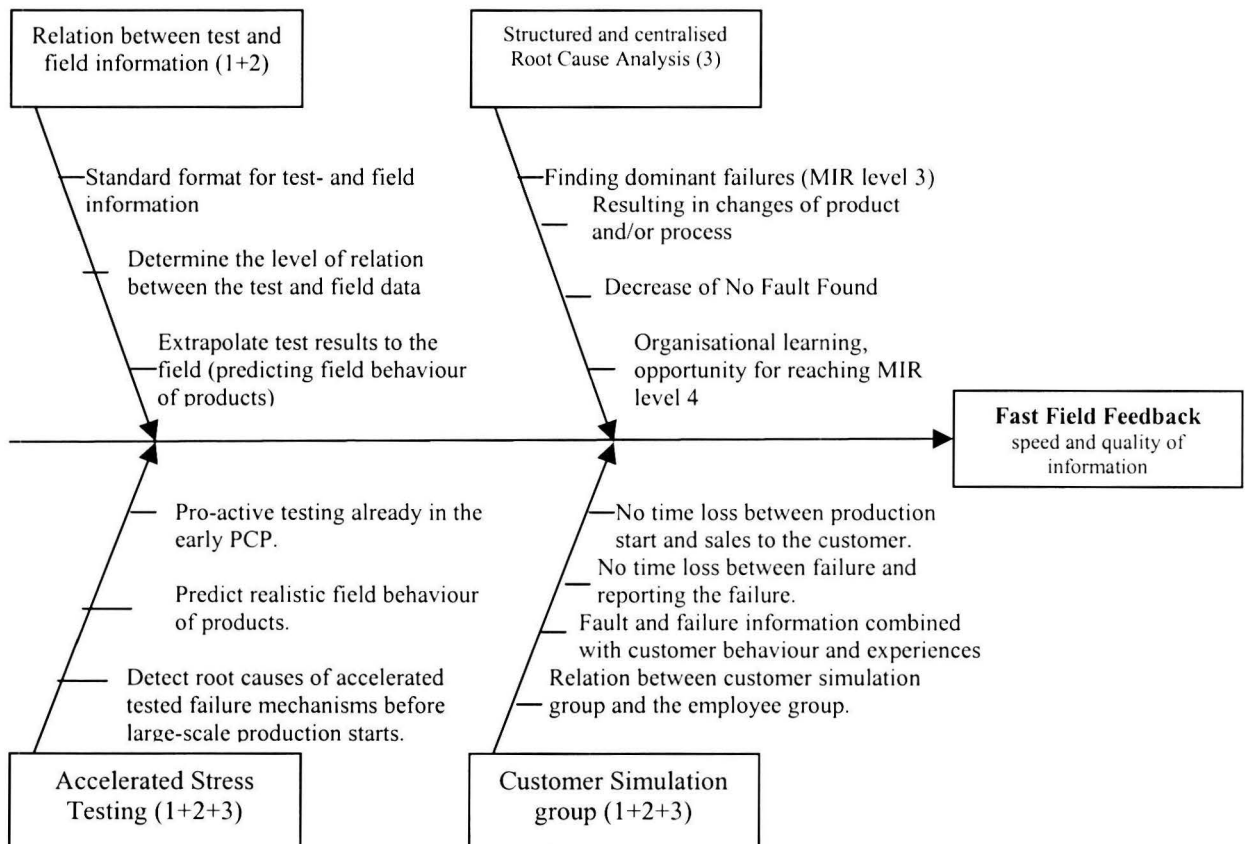 Relation between test and
field information (1+2)
Structured and centralised
Root Cause Analysis (3)
Standard format for test- and field
information
Determine the level of relation
between the test and field data
Extrapolate test results to the
field (predicting field behaviour
of products)
Finding dominant failures (MIR level 3)
Resulting in changes of product
and/or process
Decrease of No Fault Found
Organisational learning,
opportunity for reaching MIR
level 4
Fast Field Feedback
speed and quality of
information
Pro-active testing already in the
early PCP.
Predict realistic field behaviour
of products.
Detect root causes of accelerated
tested failure mechanisms before
large-scale production starts.
No time loss between production
start and sales to the customer.
No time loss between failure and
reporting the failure.
Fault and failure information combined
with customer behaviour and experiences
Relation between customer simulation
group and the employee group.
Accelerated Stress
Testing (1+2+3)
Customer Simulation
group (1+2+3)